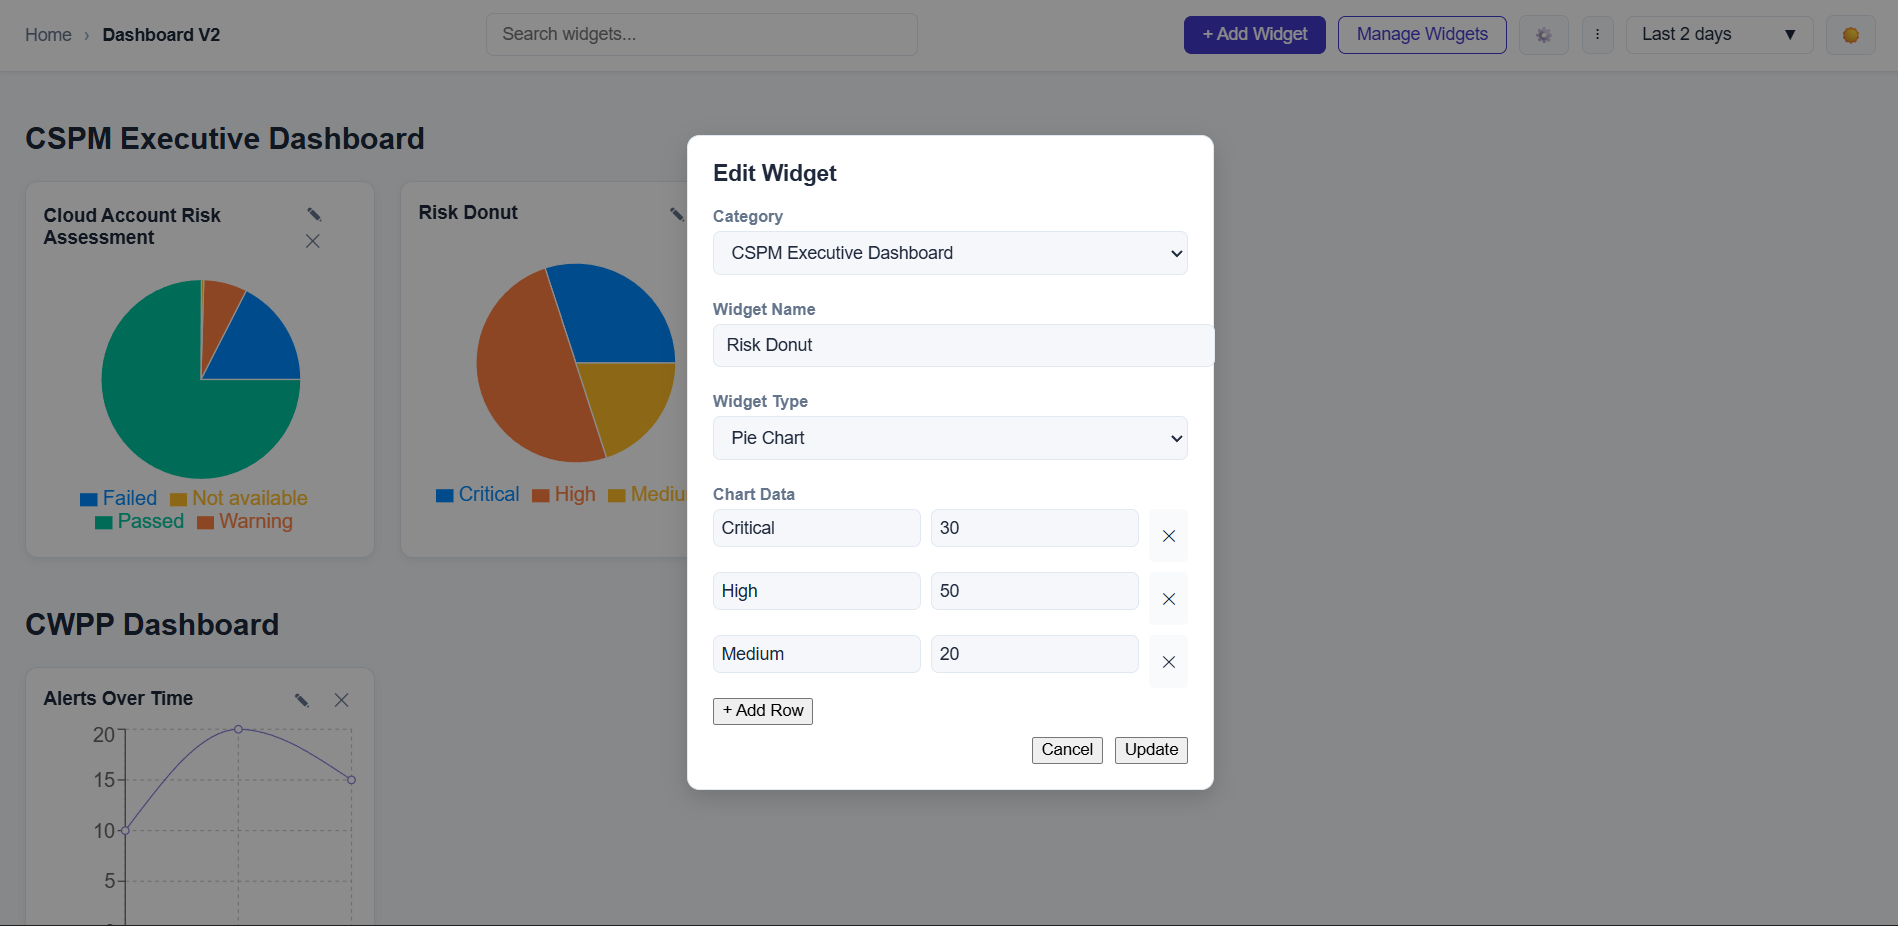 Home › Dashboard V2
Search widgets...
+ Add Widget
Manage Widgets
Last 2 days ▼
CSPM Executive Dashboard
Cloud Account Risk
Assessment
Failed Not available
Passed Warning
Risk Donut
Critical High Mediu
CWPP Dashboard
Alerts Over Time
20
15
10
5
Edit Widget
Category
CSPM Executive Dashboard
Widget Name
Risk Donut
Widget Type
Pie Chart
Chart Data
Critical 30
High 50
Medium 20
+ Add Row
Cancel Update